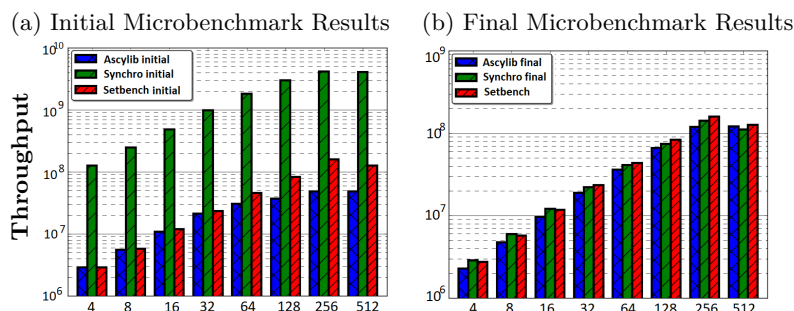 (a) Initial Microbenchmark Results
(b) Final Microbenchmark Results
Throughput
10^10
10^9
10^8
10^7
10^6
Ascylib initial
Synchro initial
Setbench initial
4 8 16 32 64 128 256 512
10^9
10^8
10^7
10^6
Ascylib final
Synchro final
Setbench
4 8 16 32 64 128 256 512